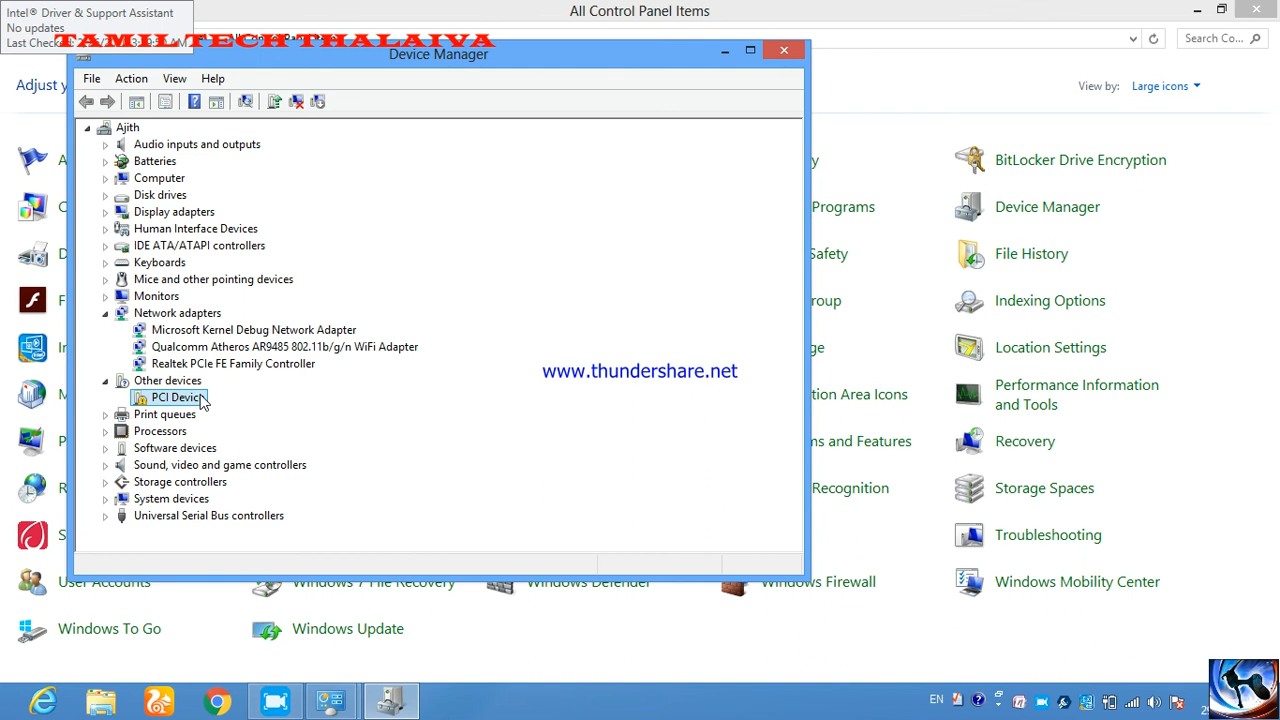 Intel® Driver & Support Assistant
No updates
Last Checked
TAMIL TECH THALAIVA
All Control Panel Items
Search Co...
Device Manager
File Action View Help
Adjust
View by: Large icons
Ajith
Audio inputs and outputs
Batteries
Computer
Disk drives
Display adapters
Human Interface Devices
IDE ATA/ATAPI controllers
Keyboards
Mice and other pointing devices
Monitors
Network adapters
Microsoft Kernel Debug Network Adapter
Qualcomm Atheros AR9485 802.11b/g/n WiFi Adapter
Realtek PCIe FE Family Controller
Other devices
PCI Device
Print queues
Processors
Software devices
Sound, video and game controllers
Storage controllers
System devices
Universal Serial Bus controllers
www.thundershare.net
BitLocker Drive Encryption
Programs
Device Manager
File History
Indexing Options
Location Settings
Area Icons
Performance Information
and Tools
and Features
Recovery
Recognition
Storage Spaces
Troubleshooting
User Accounts
Windows 7 File Recovery
Windows Defender
Windows Firewall
Windows Mobility Center
Windows To Go
Windows Update
EN